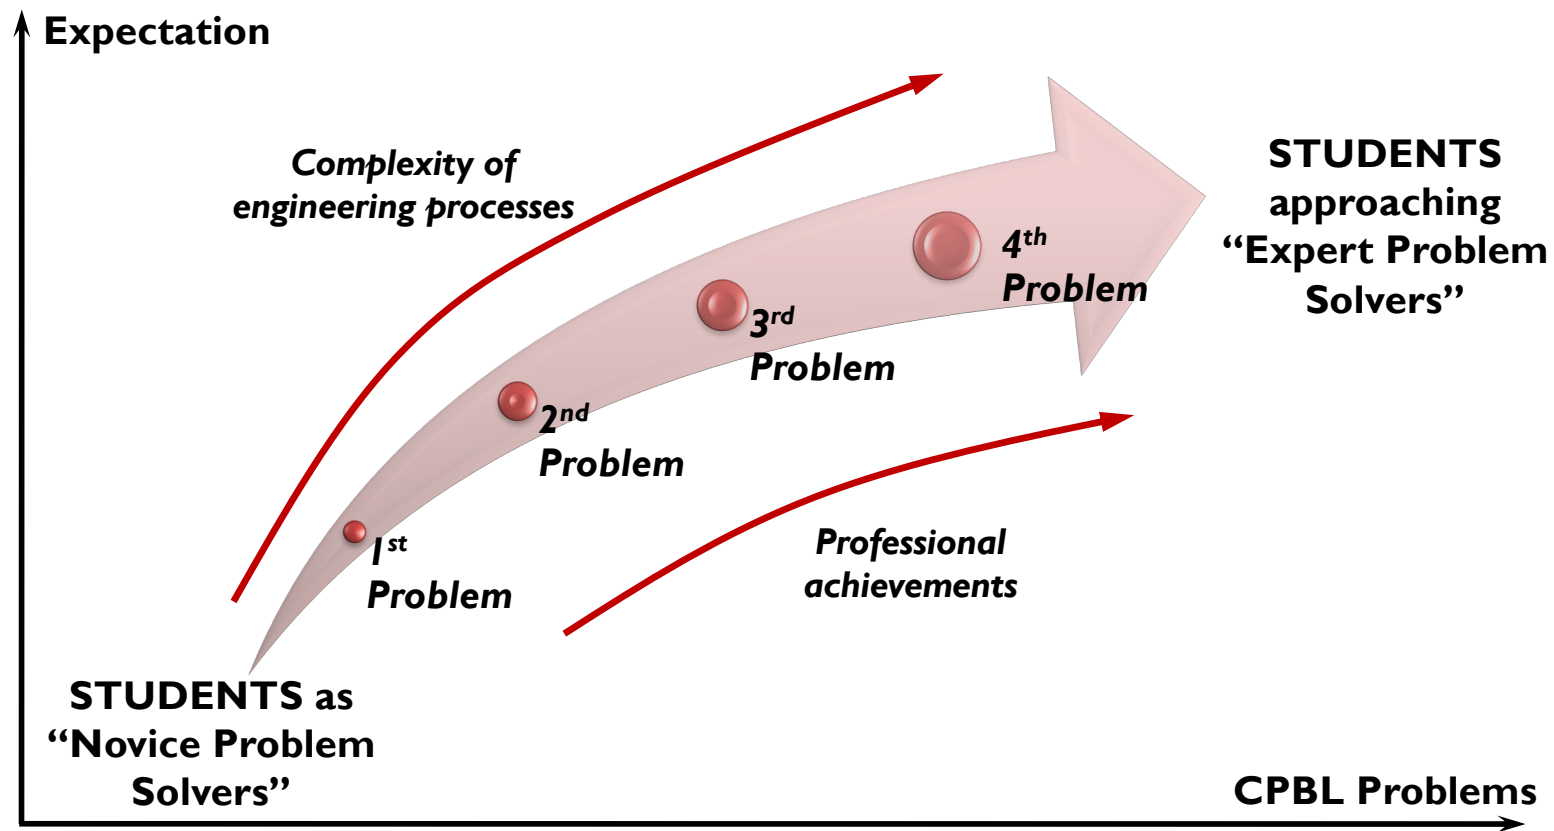 Expectation
Complexity of
engineering processes
STUDENTS
approaching
“Expert Problem
Solvers”
4th
Problem
3rd
Problem
2nd
Problem
1st
Problem
Professional
achievements
STUDENTS as
“Novice Problem
Solvers”
CPBL Problems